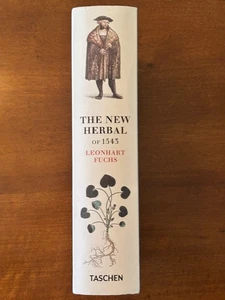 THE NEW
HERBAL
OF 1543
LEONHART
FUCHS
TASCHEN